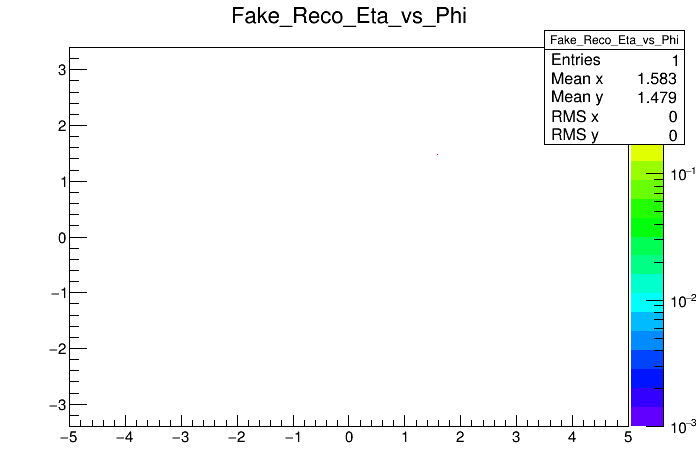 Fake_Reco_Eta_vs_Phi
Fake_Reco_Eta_vs_Phi
Entries 1
Mean x 1.583
Mean y 1.479
RMS x 0
RMS y 0
3
2
1
0
−1
−2
−3
−5 −4 −3 −2 −1 0 1 2 3 4 5
10−1
10−2
10−3